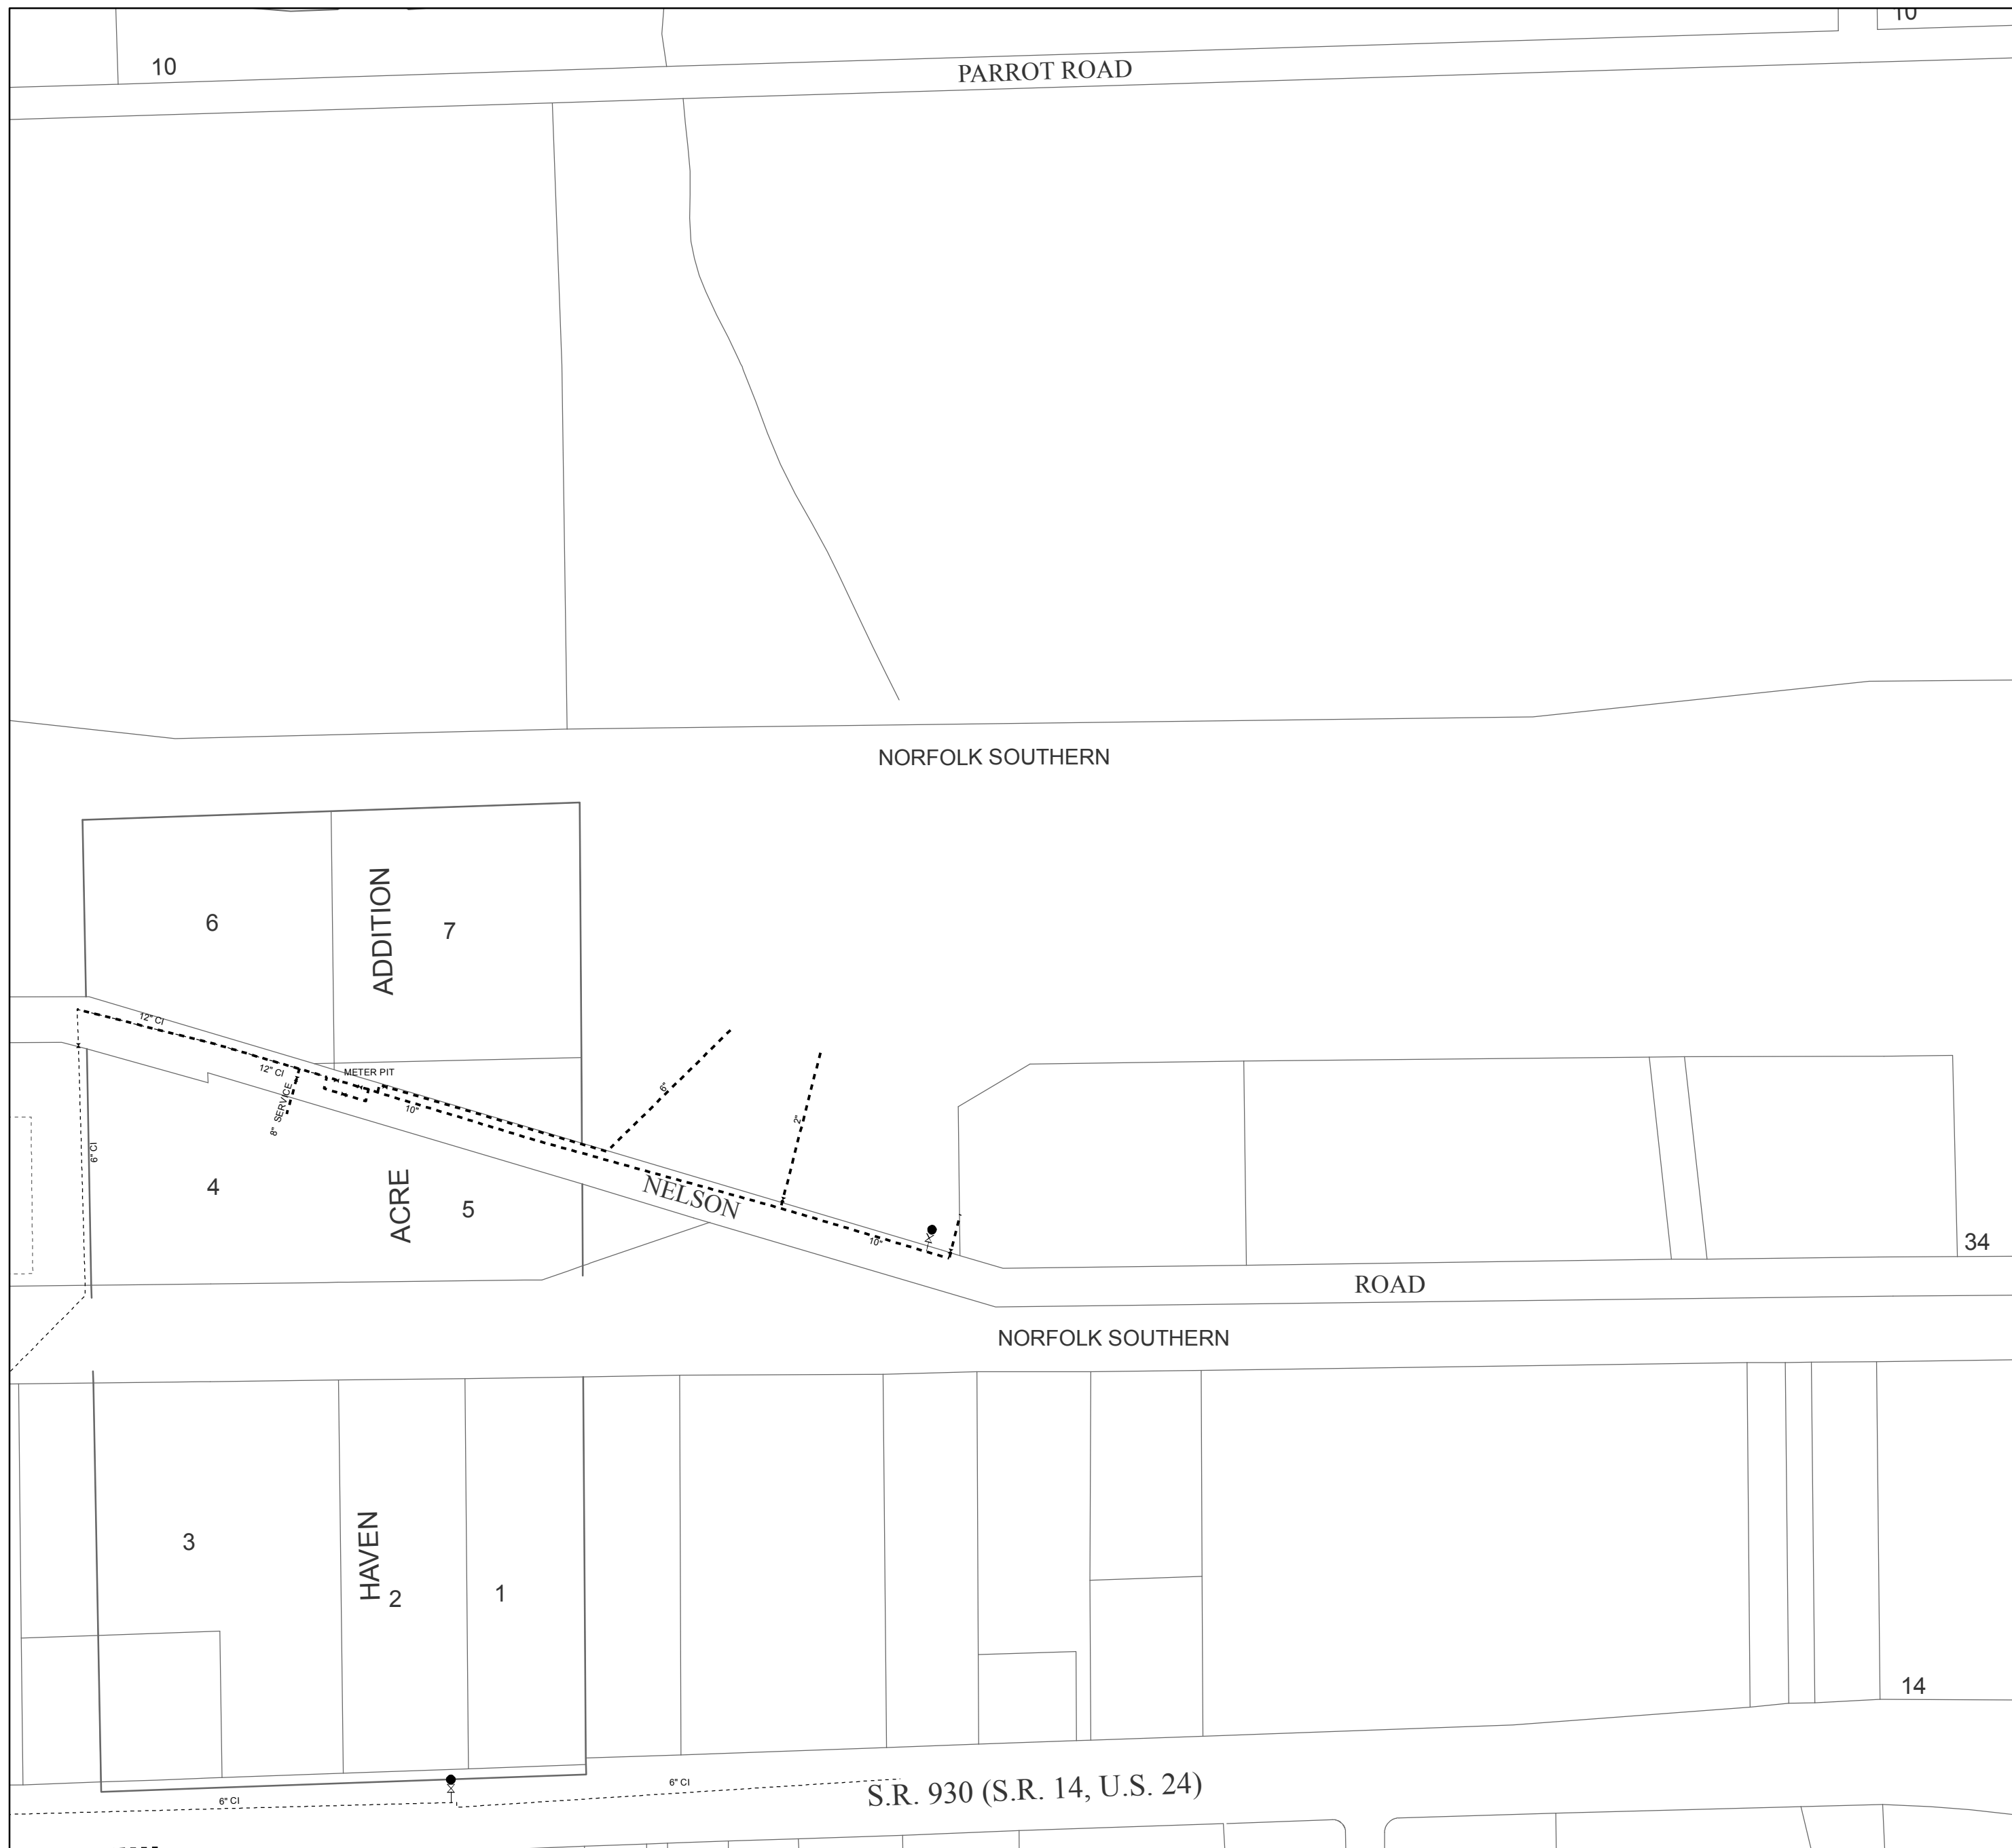 10
10
PARROT ROAD
NORFOLK SOUTHERN
6
ADDITION
7
12" CI
12" CI
METER PIT
8" SERVICE
10"
6"
2"
6" CI
4
ACRE
5
NELSON
10"
34
ROAD
NORFOLK SOUTHERN
3
HAVEN
2
1
14
6" CI
6" CI
S.R. 930 (S.R. 14, U.S. 24)